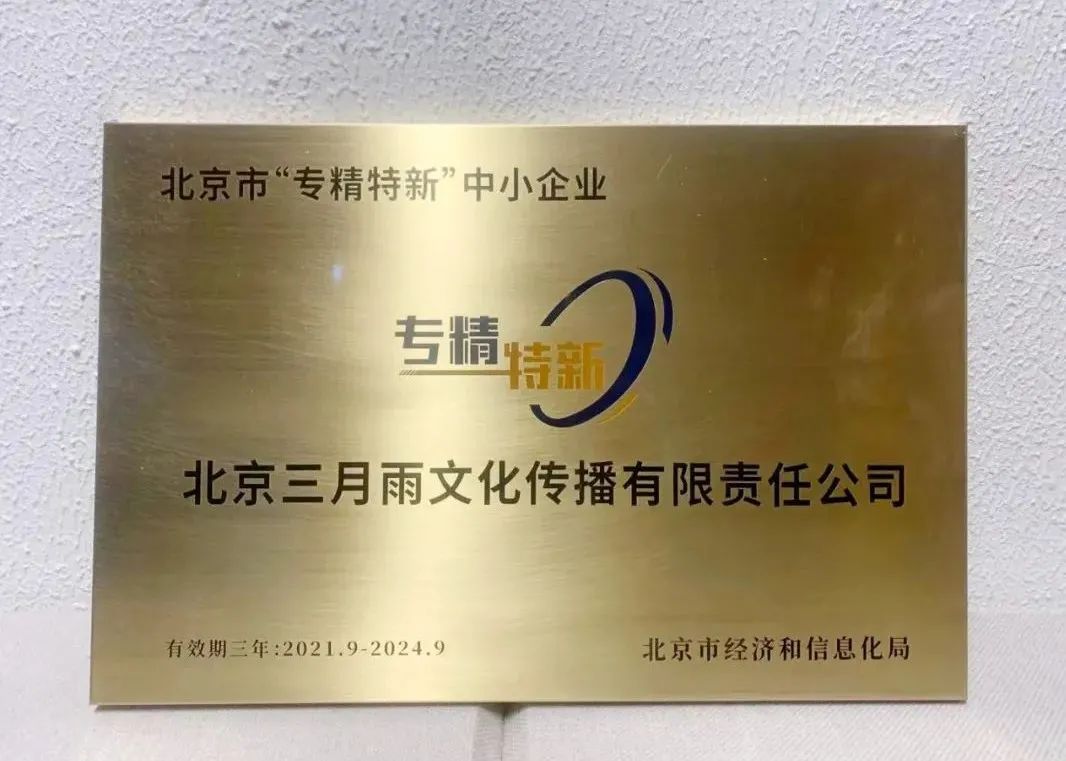 北京市“专精特新”中小企业
专精
特新
北京三月雨文化传播有限责任公司
有效期三年:2021.9-2024.9
北京市经济和信息化局